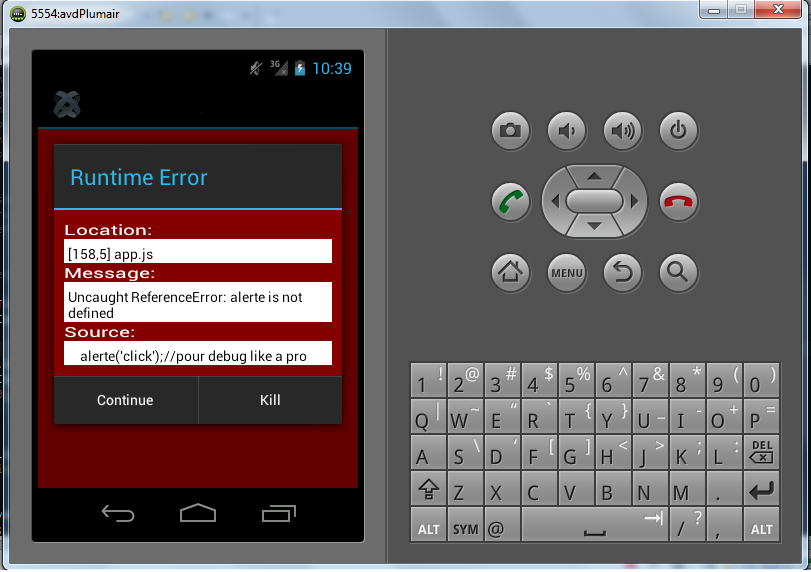 5554:avdPlumair
3G 10:39
Runtime Error
Location:
[158,5] app.js
Message:
Uncaught ReferenceError: alerte is not
defined
Source:
alerte('click');//pour debug like a pro
Continue Kill
MENU
1 ! 2 @ 3 # 4 $ 5 % 6 ^ 7 & 8 * 9 ( 0 )
Q | W ~ E “ R ` T { Y } U _ I - O + P =
A S \ D ‘ F [ G ] H < J > K ; L : DEL
Z X C V B N M .
ALT SYM @ / ? , ALT